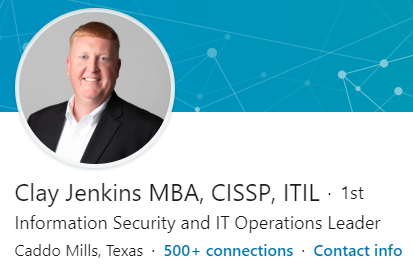 Clay Jenkins MBA, CISSP, ITIL · 1st
Information Security and IT Operations Leader
Caddo Mills, Texas · 500+ connections · Contact info